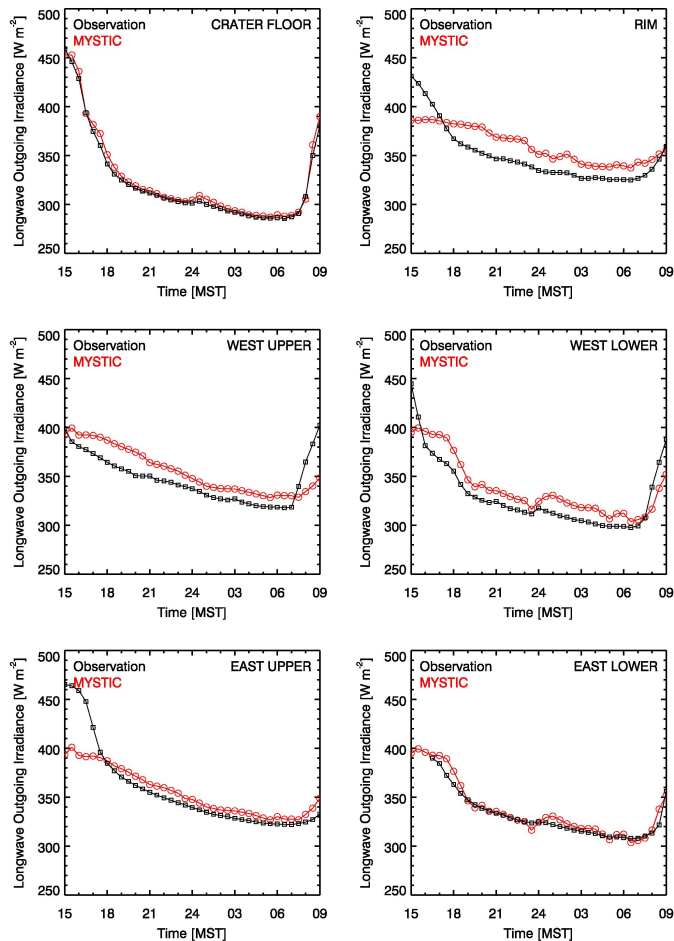 Observation CRATER FLOOR
MYSTIC
Longwave Outgoing Irradiance [W m-2]
500
450
400
350
300
250
15 18 21 24 03 06 09
Time [MST]
Observation RIM
MYSTIC
Longwave Outgoing Irradiance [W m-2]
500
450
400
350
300
250
15 18 21 24 03 06 09
Time [MST]
Observation WEST UPPER
MYSTIC
Longwave Outgoing Irradiance [W m-2]
500
450
400
350
300
250
15 18 21 24 03 06 09
Time [MST]
Observation WEST LOWER
MYSTIC
Longwave Outgoing Irradiance [W m-2]
500
450
400
350
300
250
15 18 21 24 03 06 09
Time [MST]
Observation EAST UPPER
MYSTIC
Longwave Outgoing Irradiance [W m-2]
500
450
400
350
300
250
15 18 21 24 03 06 09
Time [MST]
Observation EAST LOWER
MYSTIC
Longwave Outgoing Irradiance [W m-2]
500
450
400
350
300
250
15 18 21 24 03 06 09
Time [MST]